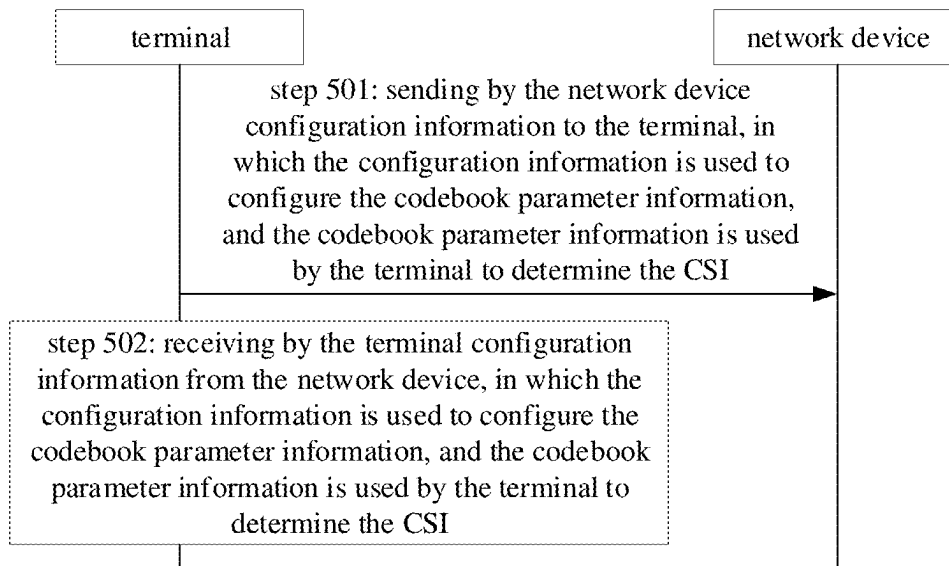 terminal
network device
step 501: sending by the network device
configuration information to the terminal, in
which the configuration information is used to
configure the codebook parameter information,
and the codebook parameter information is used
by the terminal to determine the CSI
step 502: receiving by the terminal configuration
information from the network device, in which the
configuration information is used to configure the
codebook parameter information, and the codebook
parameter information is used by the terminal to
determine the CSI